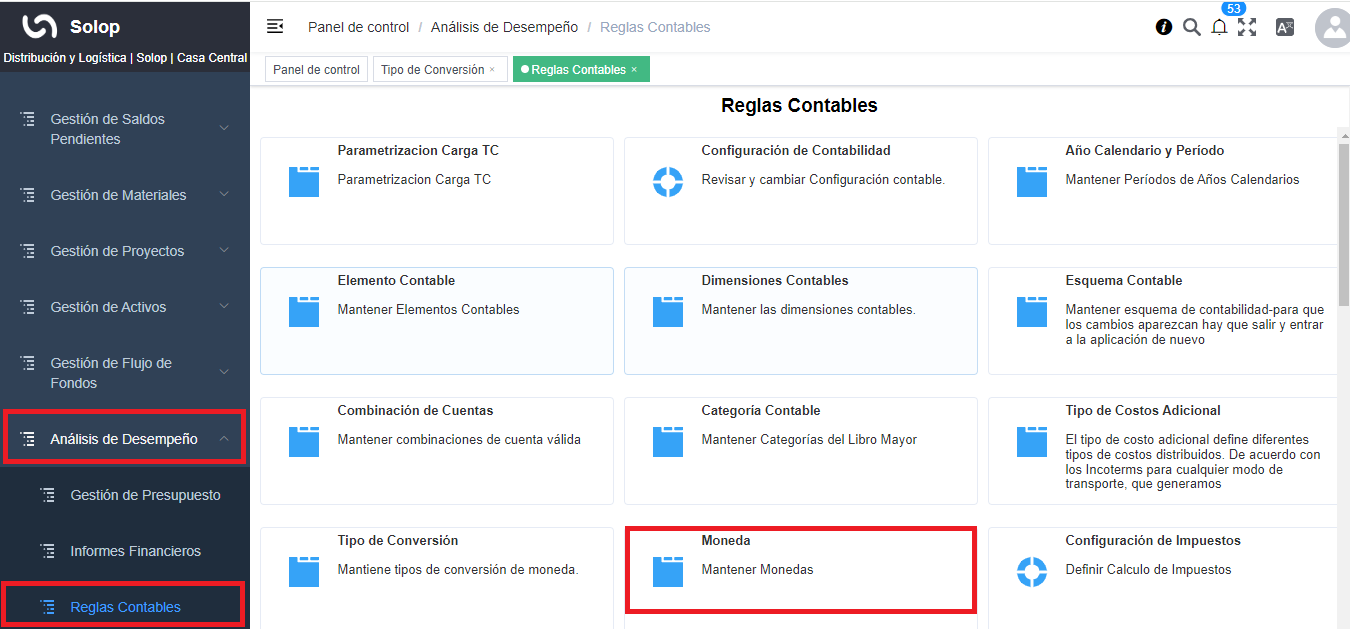 Solop
Distribución y Logística | Solop | Casa Central
Panel de control / Análisis de Desempeño / Reglas Contables
53
Panel de control
Tipo de Conversión ×
Reglas Contables ×
Gestión de Saldos
Pendientes
Gestión de Materiales
Gestión de Proyectos
Gestión de Activos
Gestión de Flujo de
Fondos
Análisis de Desempeño
Gestión de Presupuesto
Informes Financieros
Reglas Contables
Reglas Contables
Parametrizacion Carga TC
Parametrizacion Carga TC
Configuración de Contabilidad
Revisar y cambiar Configuración contable.
Año Calendario y Período
Mantener Períodos de Años Calendarios
Elemento Contable
Mantener Elementos Contables
Dimensiones Contables
Mantener las dimensiones contables.
Esquema Contable
Mantener esquema de contabilidad-para que
los cambios aparezcan hay que salir y entrar
a la aplicación de nuevo
Combinación de Cuentas
Mantener combinaciones de cuenta válida
Categoría Contable
Mantener Categorías del Libro Mayor
Tipo de Costos Adicional
El tipo de costo adicional define diferentes
tipos de costos distribuidos. De acuerdo con
los Incoterms para cualquier modo de
transporte, que generamos
Tipo de Conversión
Mantiene tipos de conversión de moneda.
Moneda
Mantener Monedas
Configuración de Impuestos
Definir Calculo de Impuestos